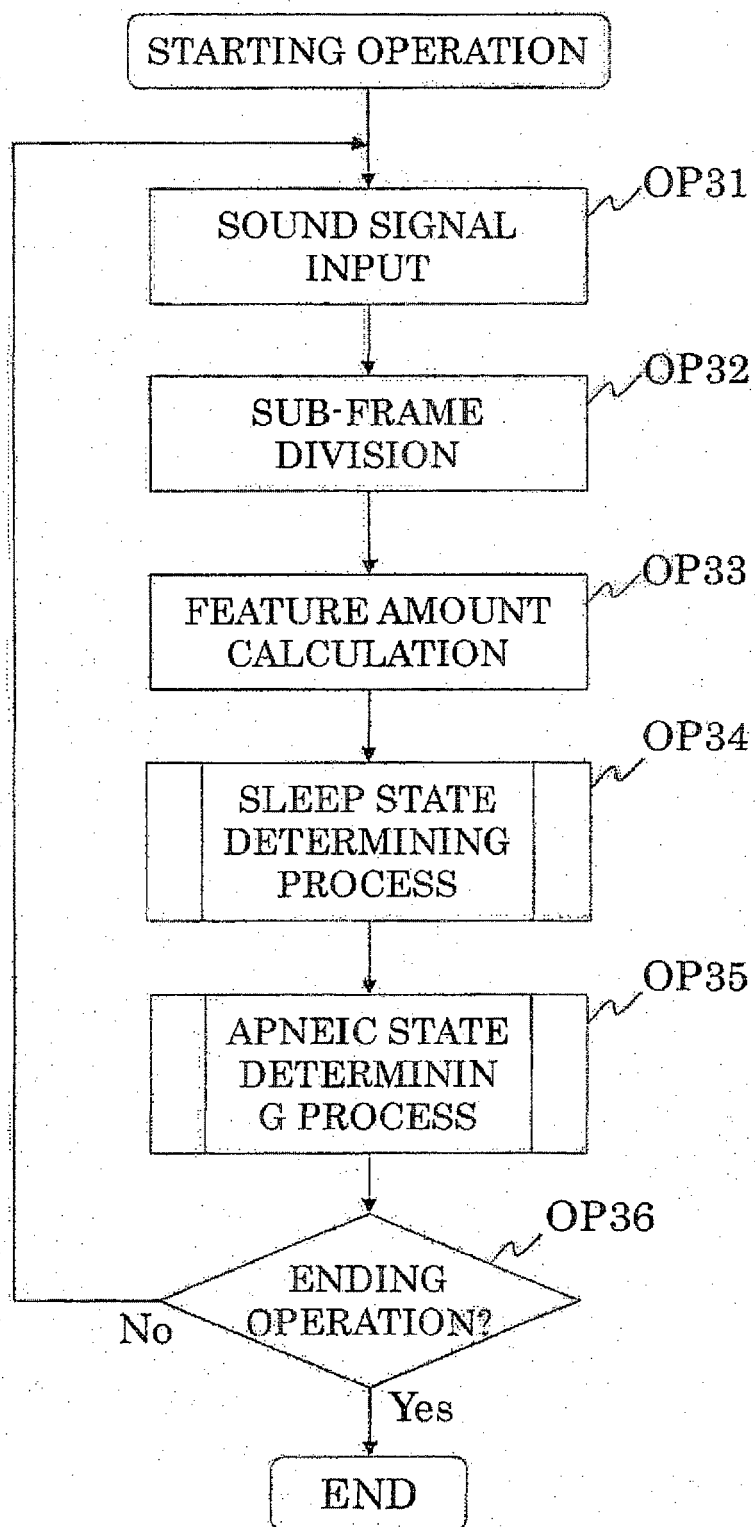 STARTING OPERATION
OP31
SOUND SIGNAL
INPUT
OP32
SUB-FRAME
DIVISION
OP33
FEATURE AMOUNT
CALCULATION
OP34
SLEEP STATE
DETERMINING
PROCESS
OP35
APNEIC STATE
DETERMININ
G PROCESS
OP36
ENDING
OPERATION?
No
Yes
END